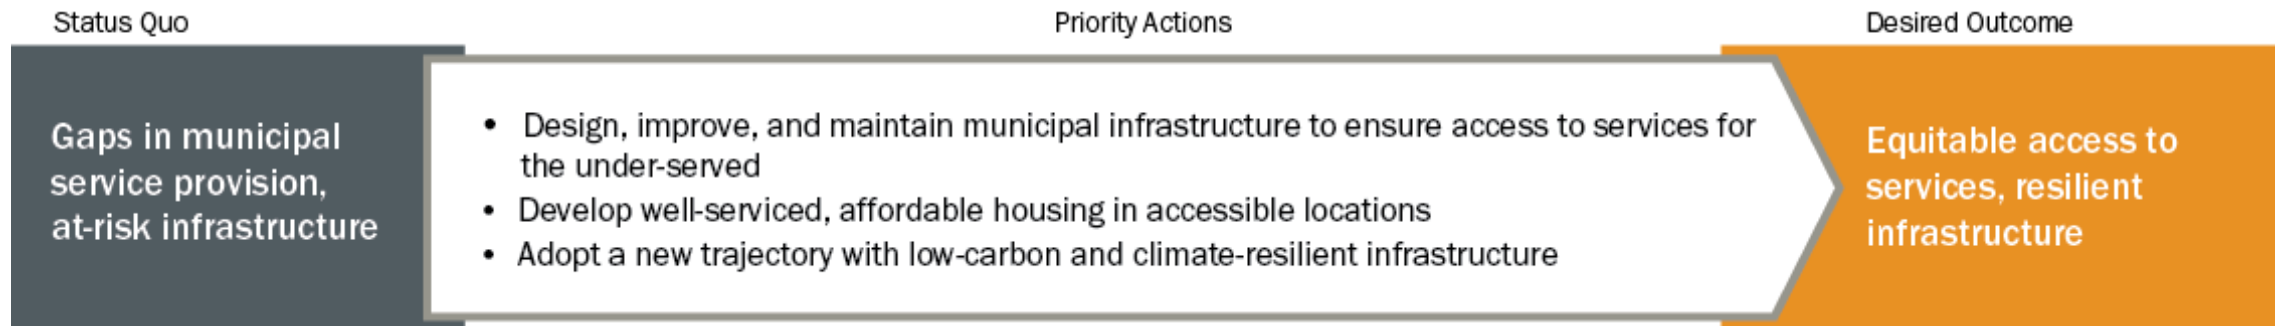 Status Quo
Priority Actions
Desired Outcome
Gaps in municipal
service provision,
at-risk infrastructure
• Design, improve, and maintain municipal infrastructure to ensure access to services for
the under-served
• Develop well-serviced, affordable housing in accessible locations
• Adopt a new trajectory with low-carbon and climate-resilient infrastructure
Equitable access to
services, resilient
infrastructure